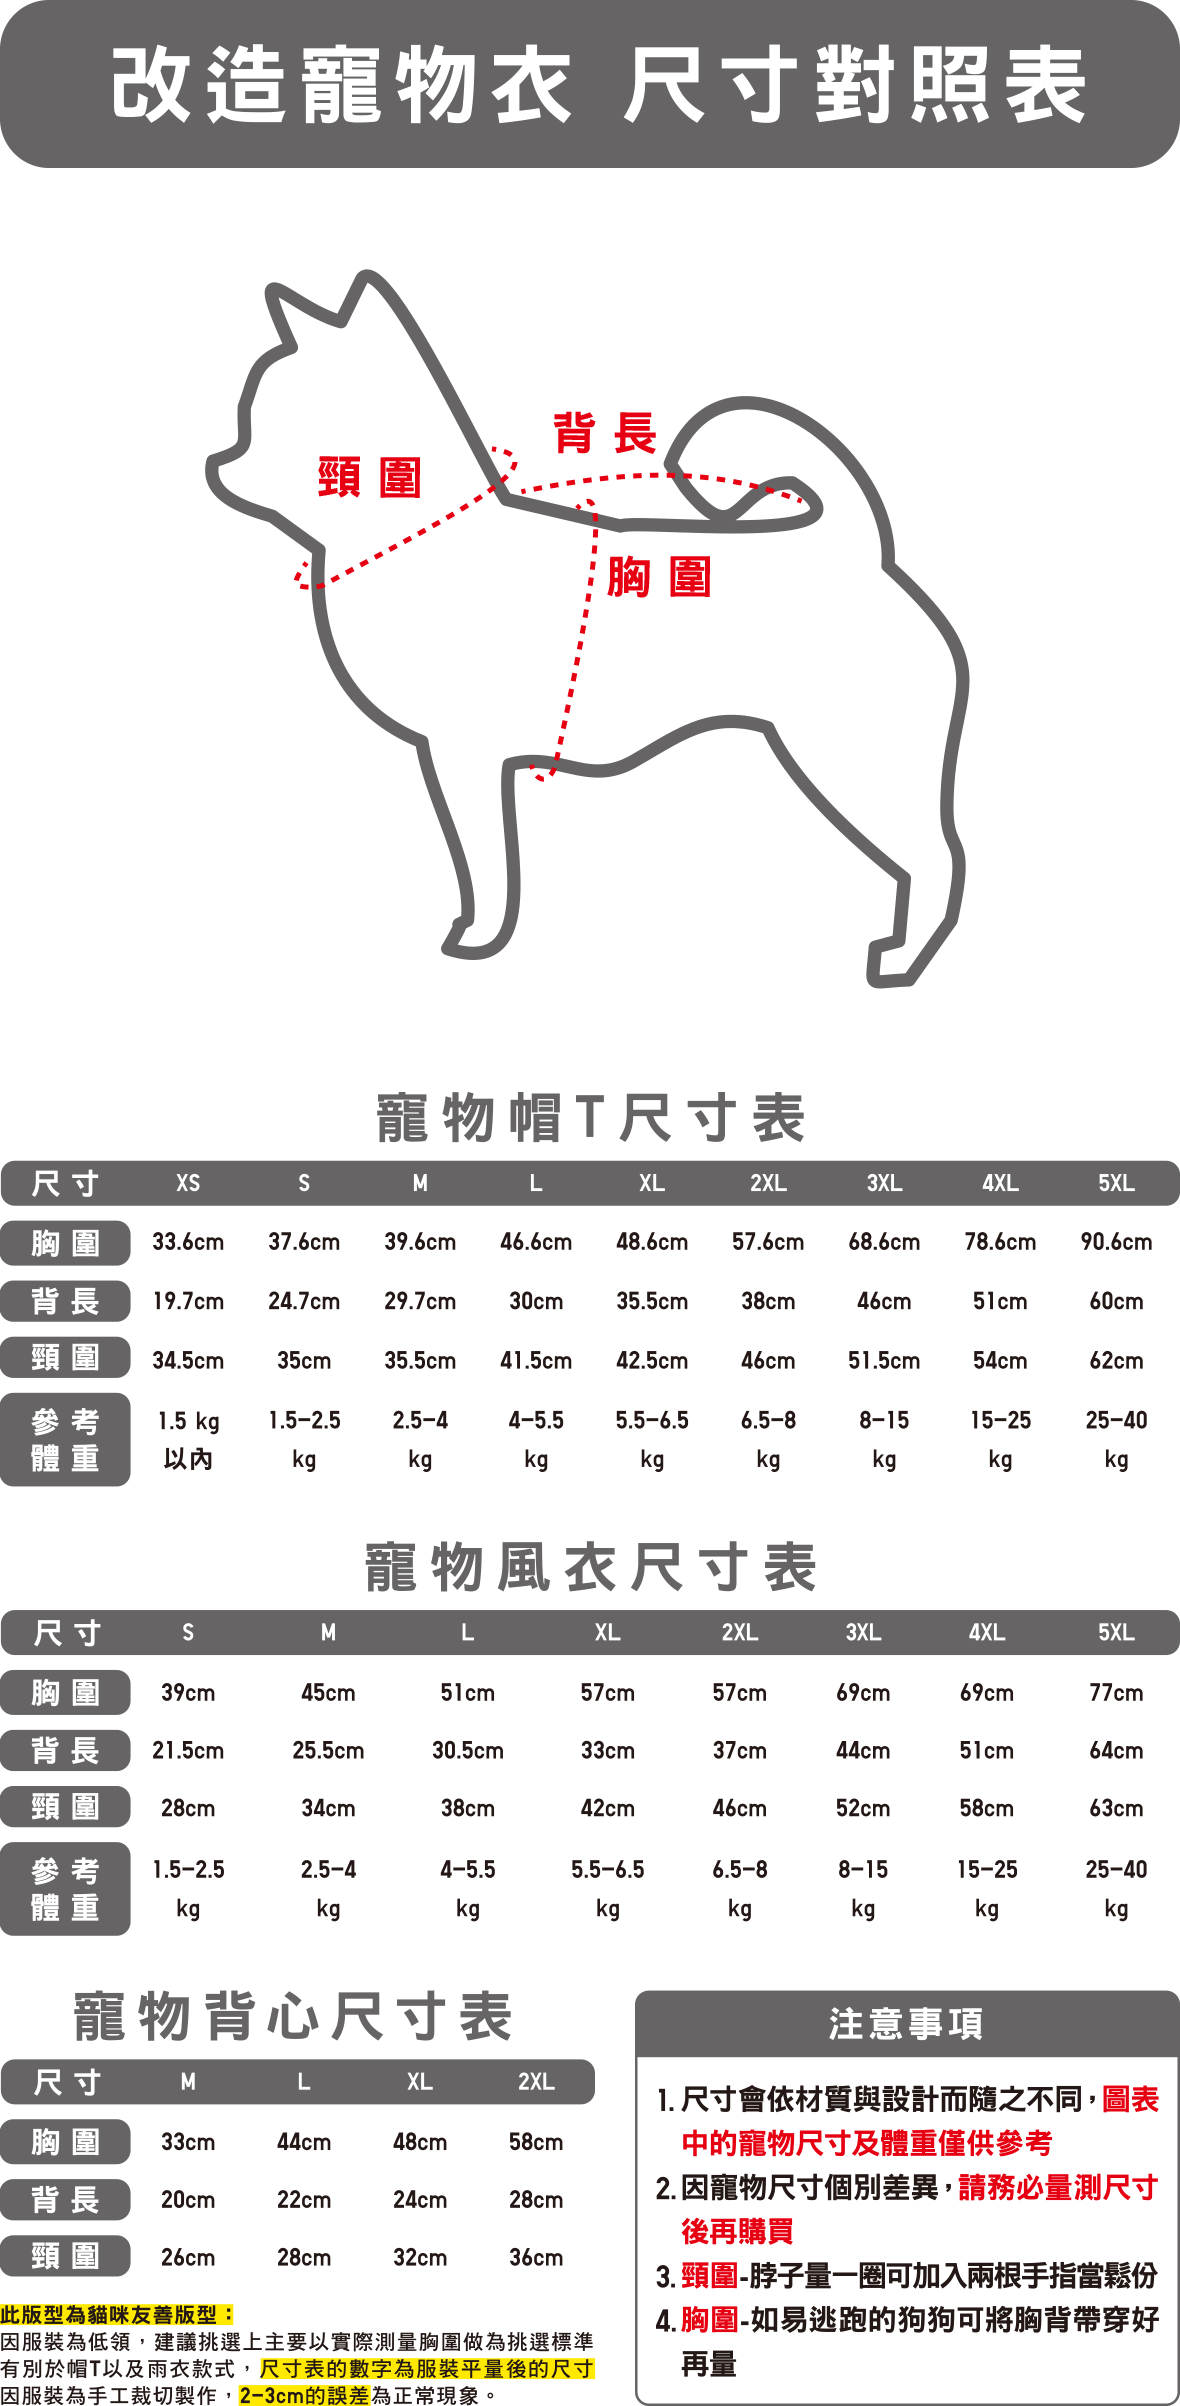 改造寵物衣 尺寸對照表
背長
頸圍
胸圍
寵物帽T尺寸表
尺寸 XS S M L XL 2XL 3XL 4XL 5XL
胸圍 33.6cm 37.6cm 39.6cm 46.6cm 48.6cm 57.6cm 68.6cm 78.6cm 90.6cm
背長 19.7cm 24.7cm 29.7cm 30cm 35.5cm 38cm 46cm 51cm 60cm
頸圍 34.5cm 35cm 35.5cm 41.5cm 42.5cm 46cm 51.5cm 54cm 62cm
參考 1.5 kg 1.5-2.5 2.5-4 4-5.5 5.5-6.5 6.5-8 8-15 15-25 25-40
體重 以內 kg kg kg kg kg kg kg kg
寵物風衣尺寸表
尺寸 S M L XL 2XL 3XL 4XL 5XL
胸圍 39cm 45cm 51cm 57cm 57cm 69cm 69cm 77cm
背長 21.5cm 25.5cm 30.5cm 33cm 37cm 44cm 51cm 64cm
頸圍 28cm 34cm 38cm 42cm 46cm 52cm 58cm 63cm
參考 1.5-2.5 2.5-4 4-5.5 5.5-6.5 6.5-8 8-15 15-25 25-40
體重 kg kg kg kg kg kg kg kg
寵物背心尺寸表
尺寸 M L XL 2XL
胸圍 33cm 44cm 48cm 58cm
背長 20cm 22cm 24cm 28cm
頸圍 26cm 28cm 32cm 36cm
此版型為貓咪友善版型：
因服裝為低領，建議挑選上主要以實際測量胸圍做為挑選標準
有別於帽T以及雨衣款式，尺寸表的數字為服裝平量後的尺寸
因服裝為手工裁切製作，2-3cm的誤差為正常現象。
注意事項
1. 尺寸會依材質與設計而隨之不同，圖表
中的寵物尺寸及體重僅供參考
2. 因寵物尺寸個別差異，請務必量測尺寸
後再購買
3. 頸圍-脖子量一圈可加入兩根手指當鬆份
4. 胸圍-如易逃跑的狗狗可將胸背帶穿好
再量